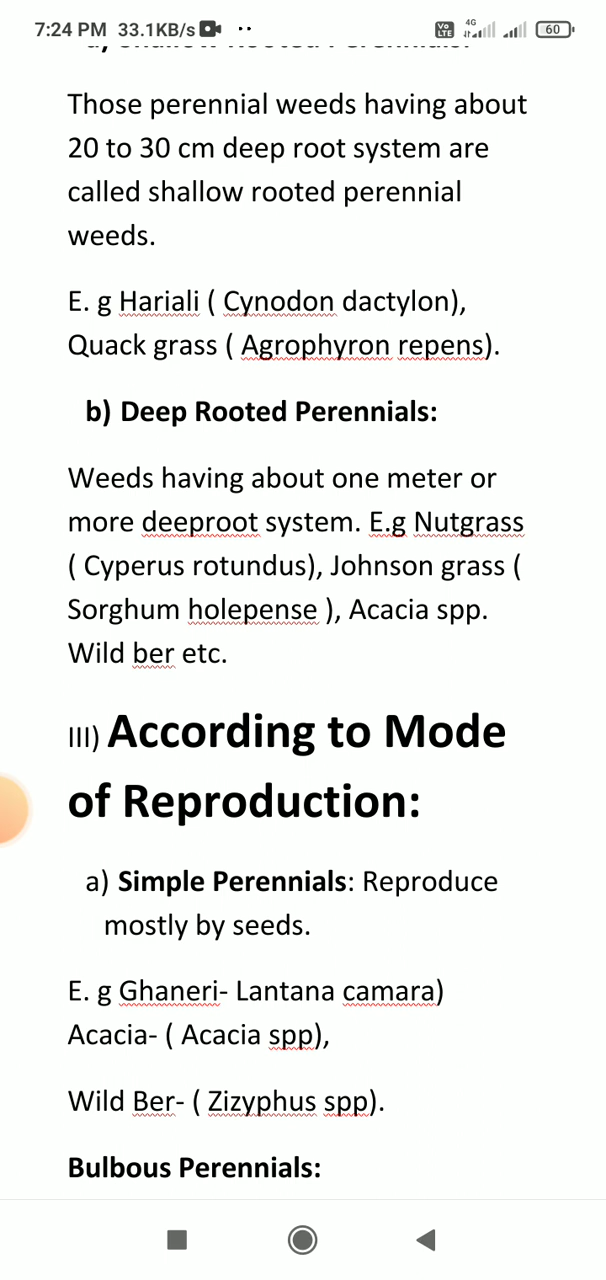 7:24 PM 33.1KB/s
Vo LTE 4G 60
Those perennial weeds having about
20 to 30 cm deep root system are
called shallow rooted perennial
weeds.
E. g Hariali ( Cynodon dactylon),
Quack grass ( Agrophyron repens).
b) Deep Rooted Perennials:
Weeds having about one meter or
more deeproot system. E.g Nutgrass
( Cyperus rotundus), Johnson grass (
Sorghum holepense ), Acacia spp.
Wild ber etc.
III) According to Mode
of Reproduction:
a) Simple Perennials: Reproduce
mostly by seeds.
E. g Ghaneri- Lantana camara)
Acacia- ( Acacia spp),
Wild Ber- ( Zizyphus spp).
Bulbous Perennials: